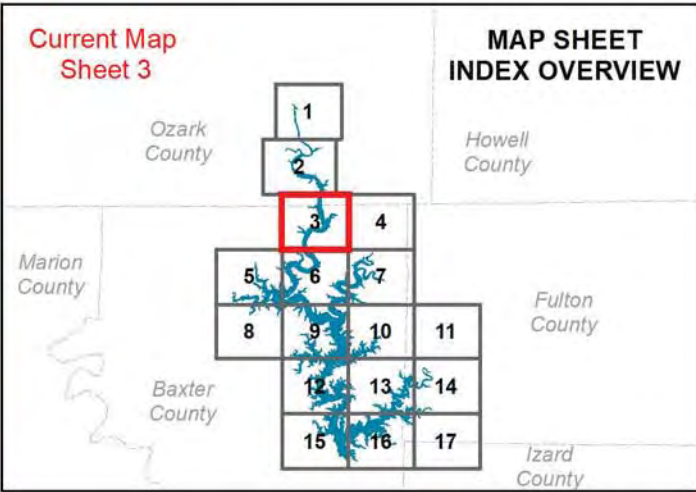 Current Map
Sheet 3
MAP SHEET
INDEX OVERVIEW
1
Ozark
County
Howell
County
2
3
4
Marion
County
5
6
7
Fulton
County
8
9
10
11
Baxter
County
12
13
14
15
16
17
Izard
County